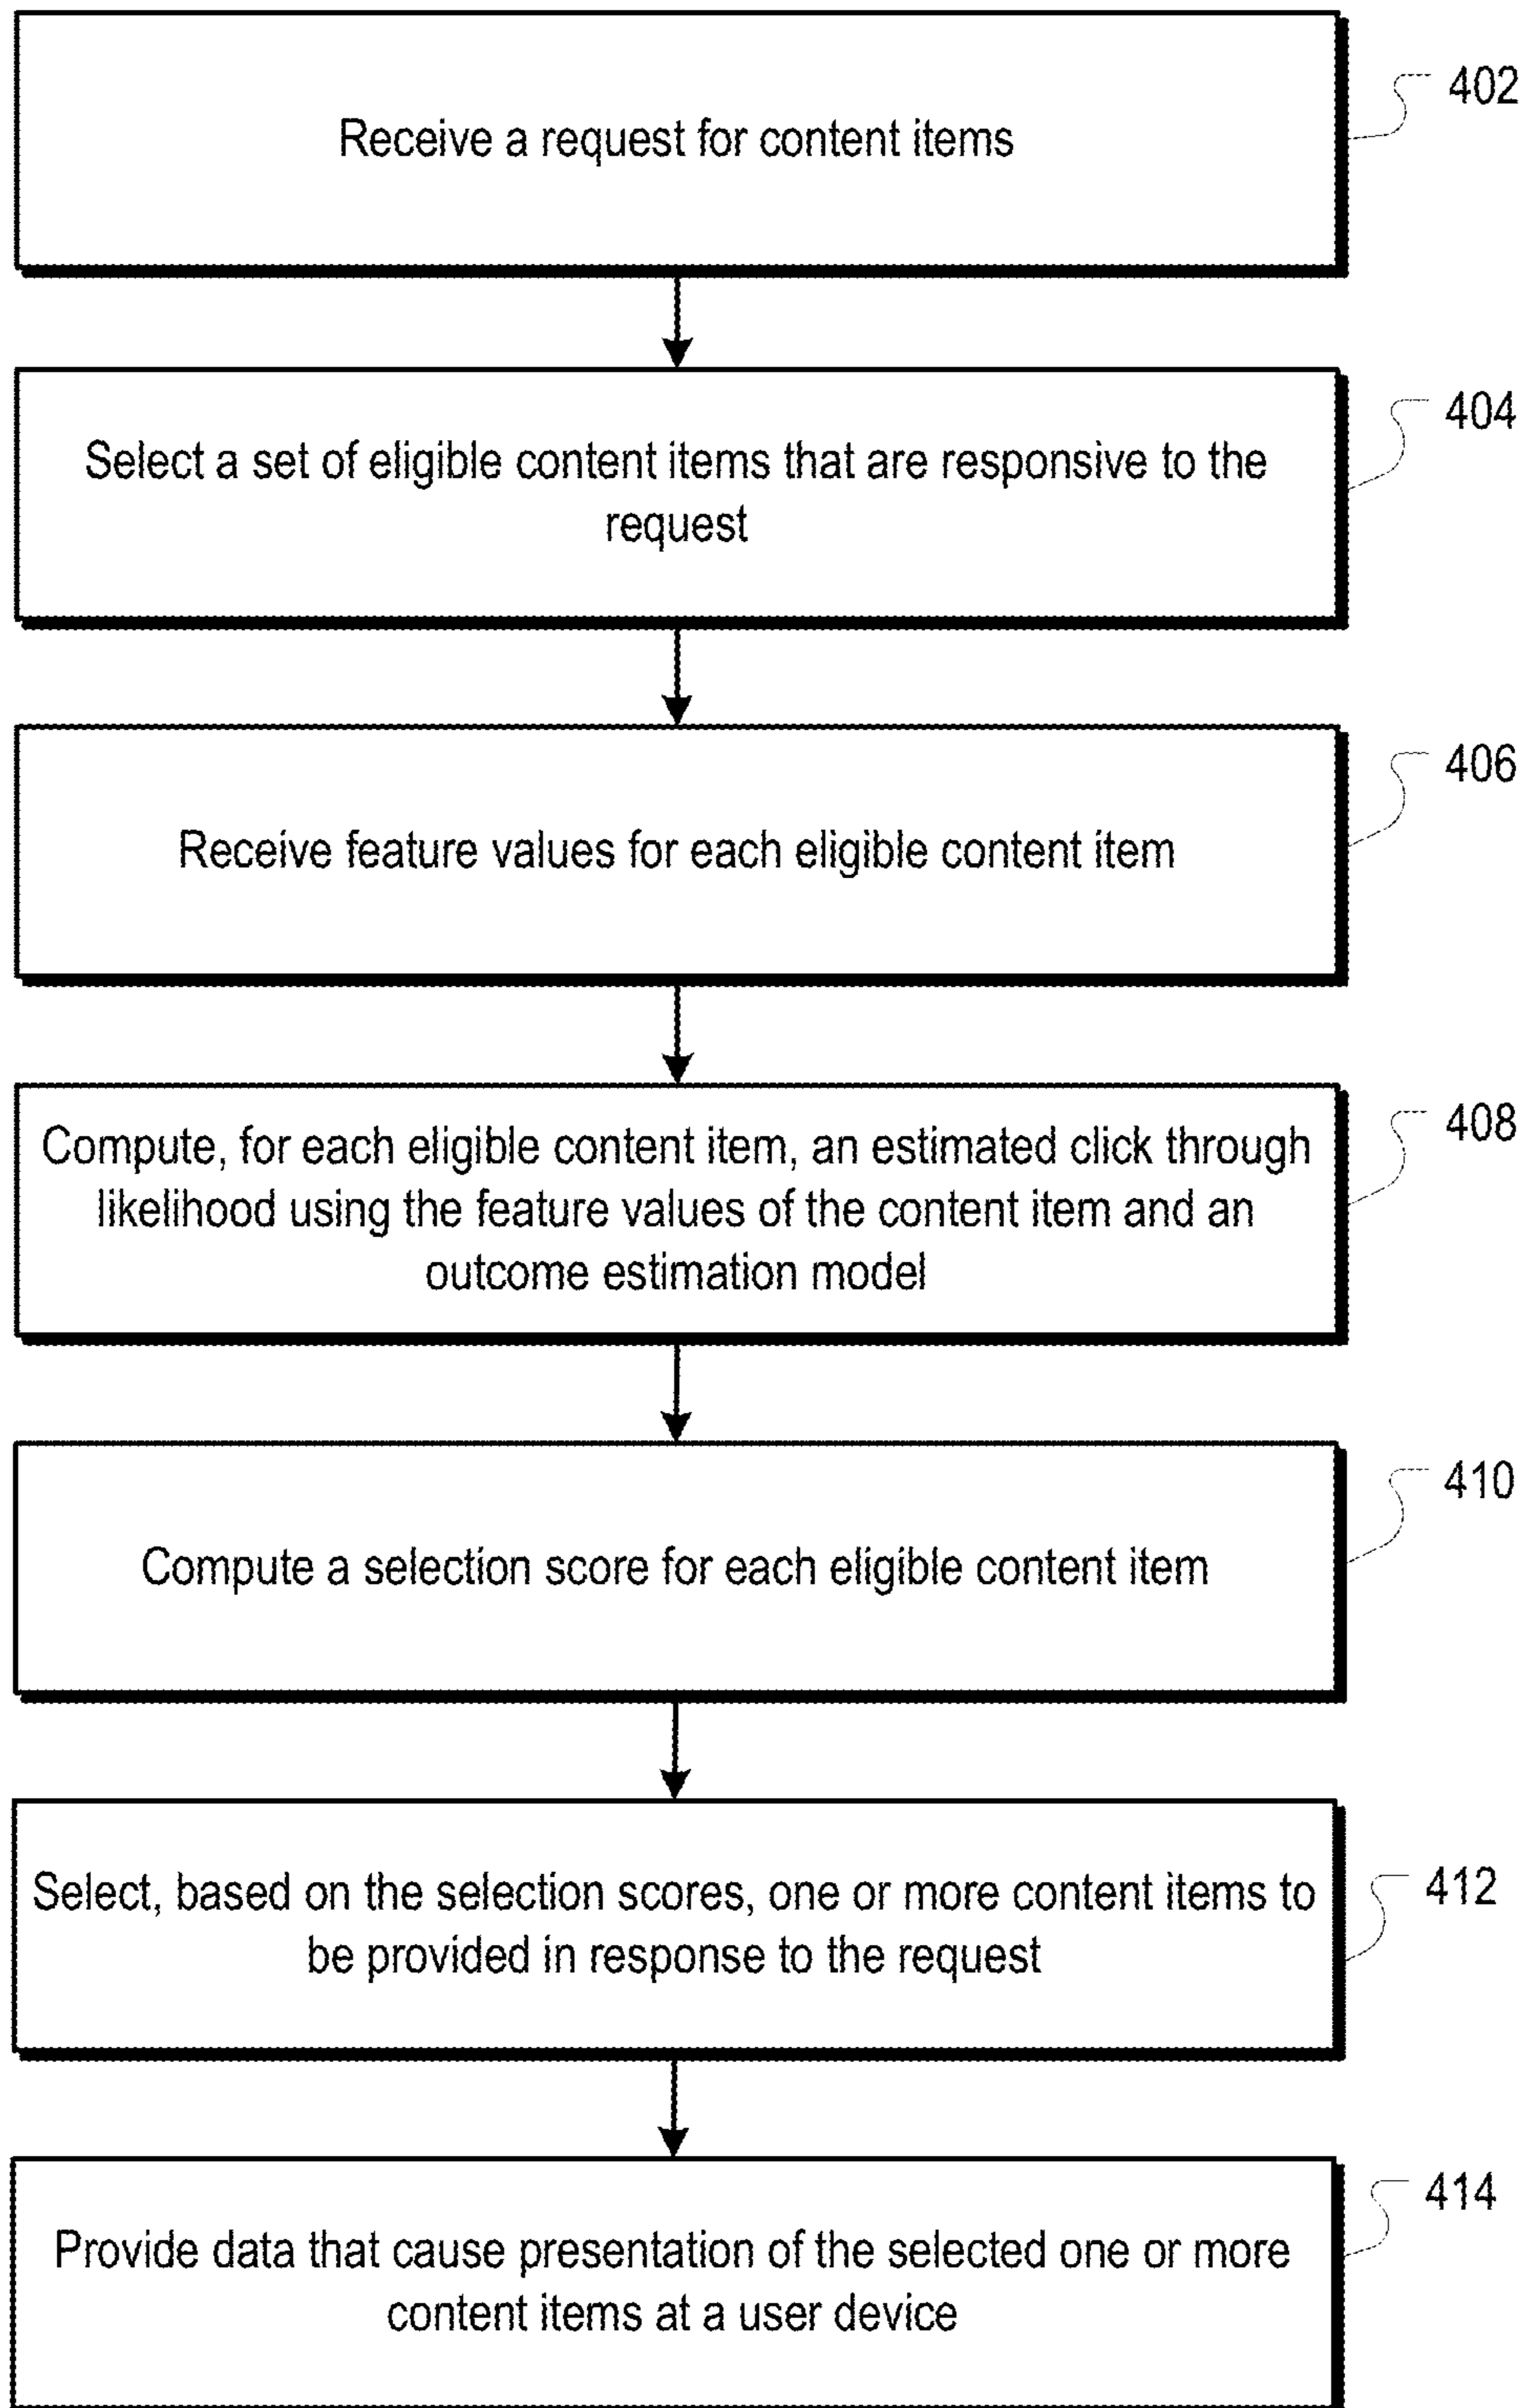 Receive a request for content items
402
Select a set of eligible content items that are responsive to the
request
404
Receive feature values for each eligible content item
406
Compute, for each eligible content item, an estimated click through
likelihood using the feature values of the content item and an
outcome estimation model
408
Compute a selection score for each eligible content item
410
Select, based on the selection scores, one or more content items to
be provided in response to the request
412
Provide data that cause presentation of the selected one or more
content items at a user device
414